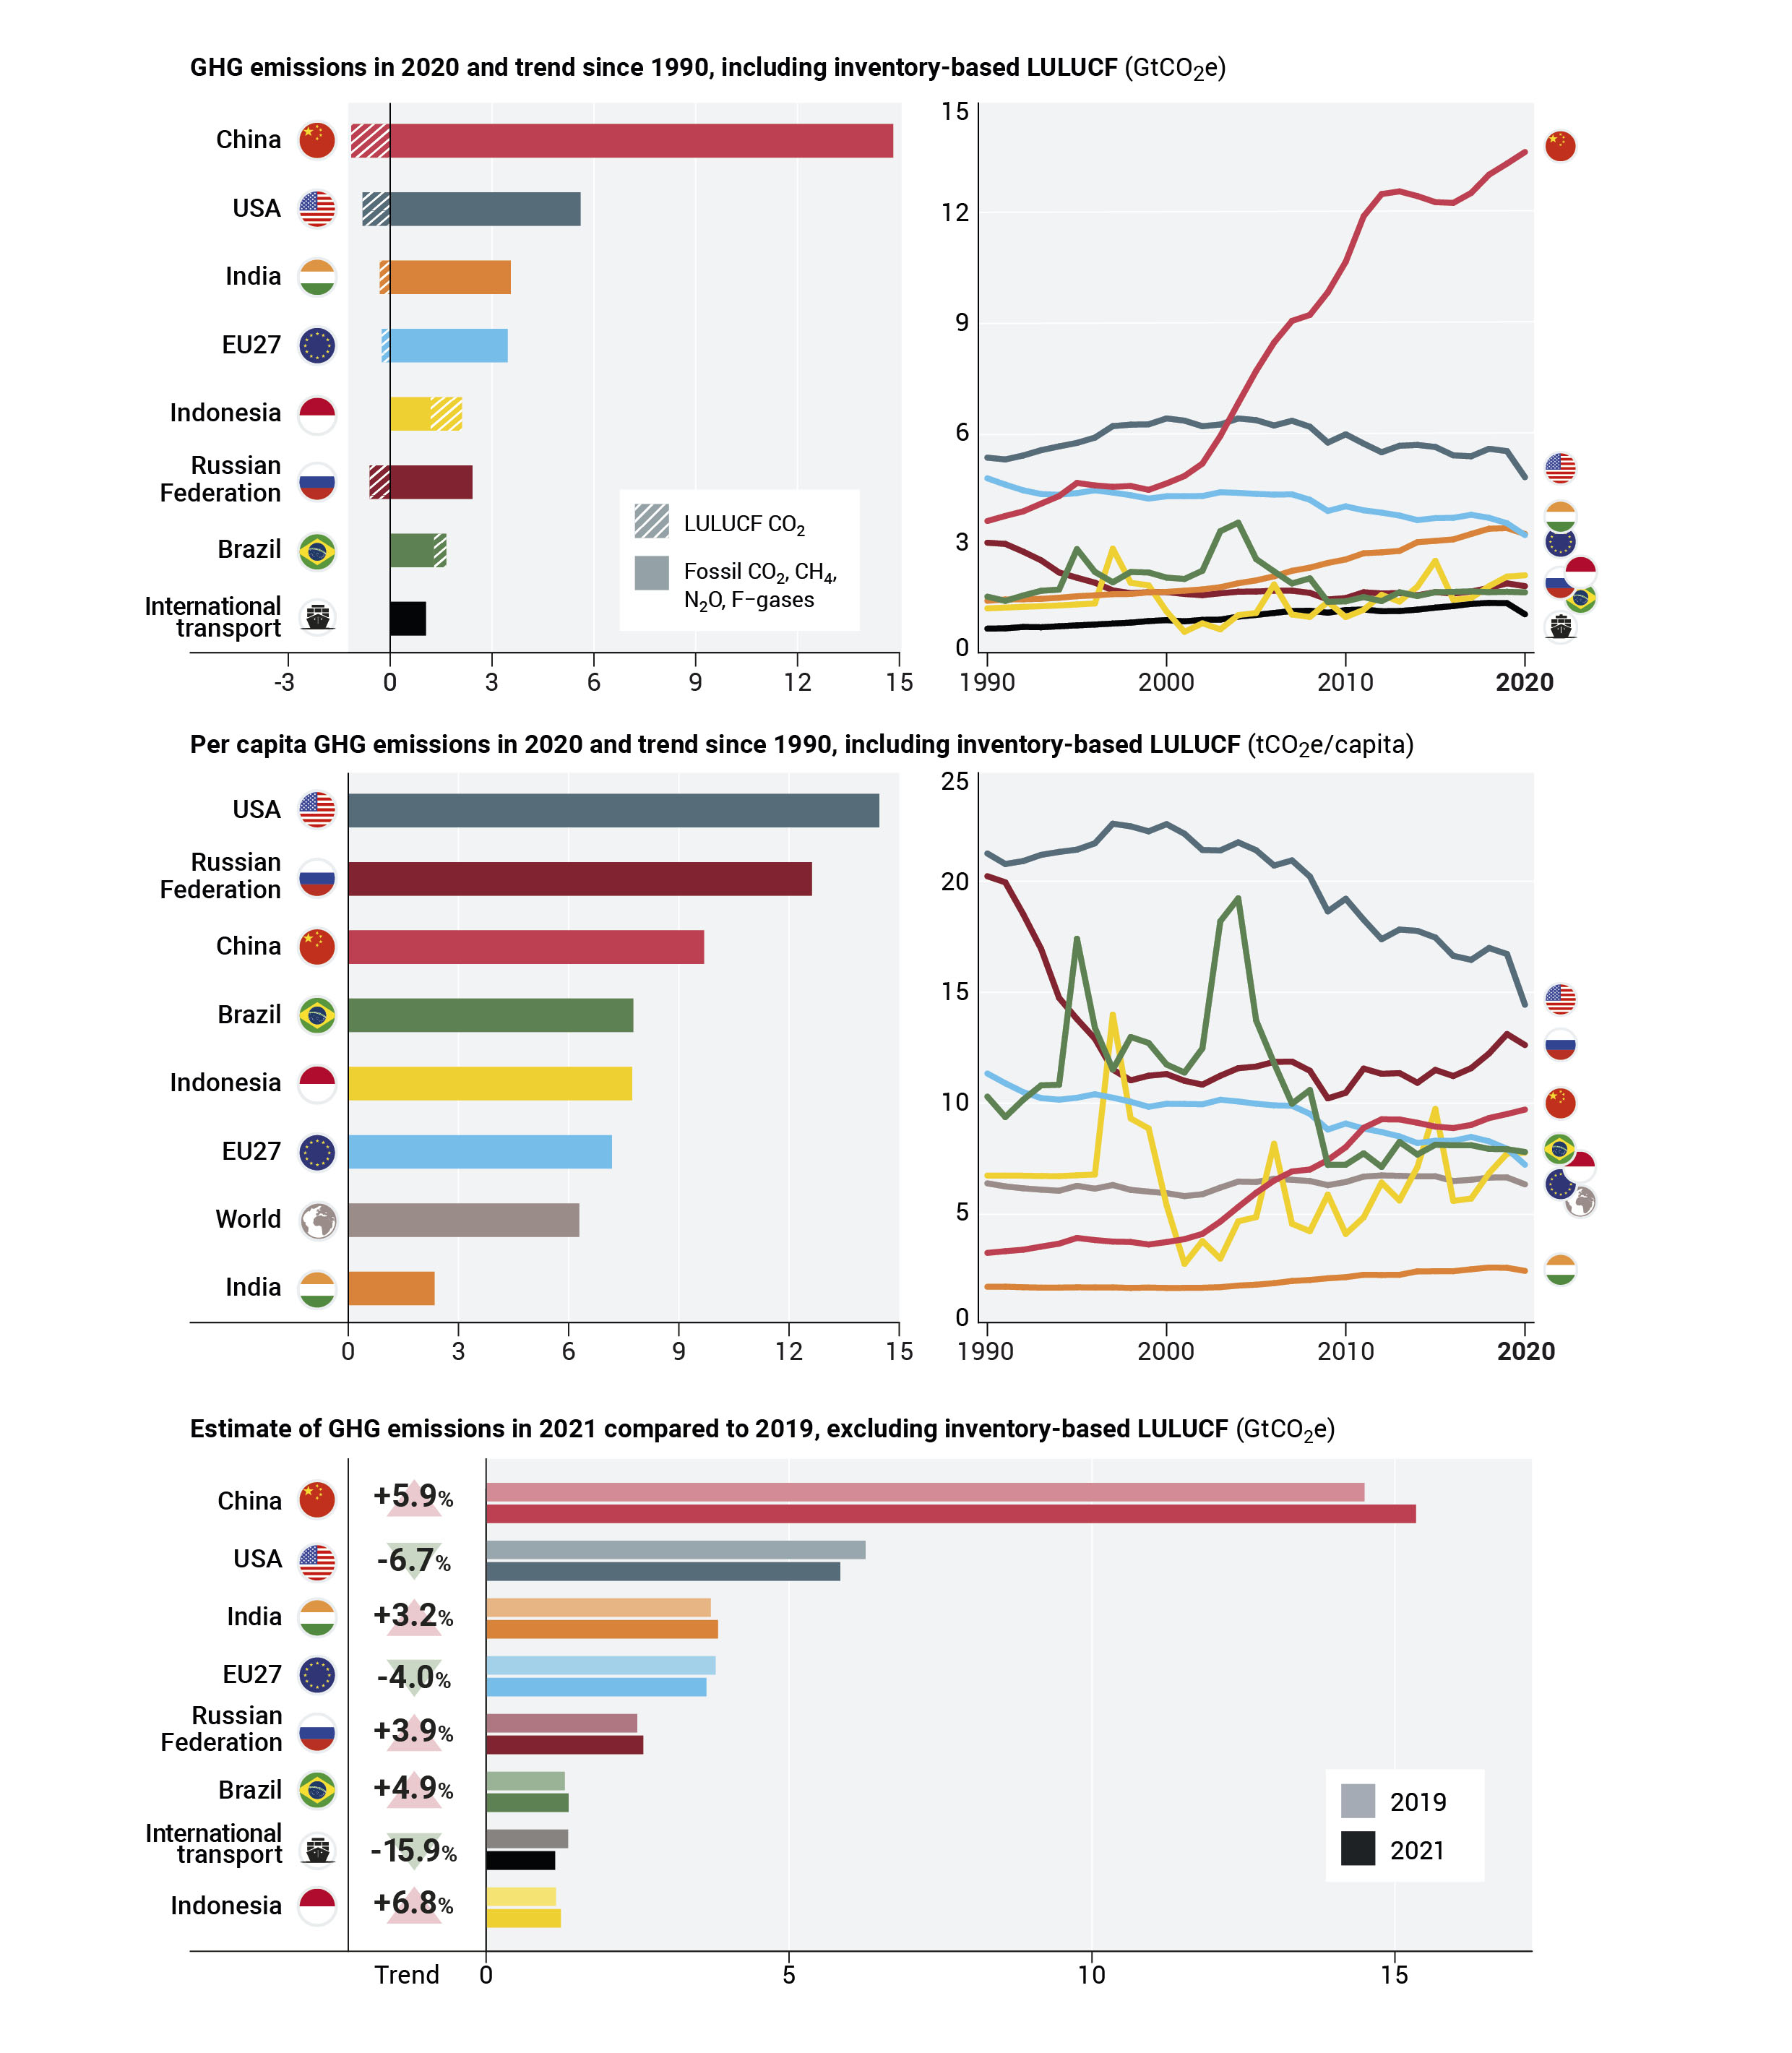 GHG emissions in 2020 and trend since 1990, including inventory-based LULUCF (GtCO₂e)
China
USA
India
EU27
Indonesia
Russian
Federation
Brazil
International
transport
LULUCF CO₂
Fossil CO₂, CH₄,
N₂O, F−gases
-3 0 3 6 9 12 15
15
12
9
6
3
0
1990 2000 2010 2020
Per capita GHG emissions in 2020 and trend since 1990, including inventory-based LULUCF (tCO₂e/capita)
USA
Russian
Federation
China
Brazil
Indonesia
EU27
World
India
0 3 6 9 12 15
25
20
15
10
5
0
1990 2000 2010 2020
Estimate of GHG emissions in 2021 compared to 2019, excluding inventory-based LULUCF (GtCO₂e)
China +5.9%
USA -6.7%
India +3.2%
EU27 -4.0%
Russian
Federation +3.9%
Brazil +4.9%
International
transport -15.9%
Indonesia +6.8%
2019
2021
Trend 0 5 10 15